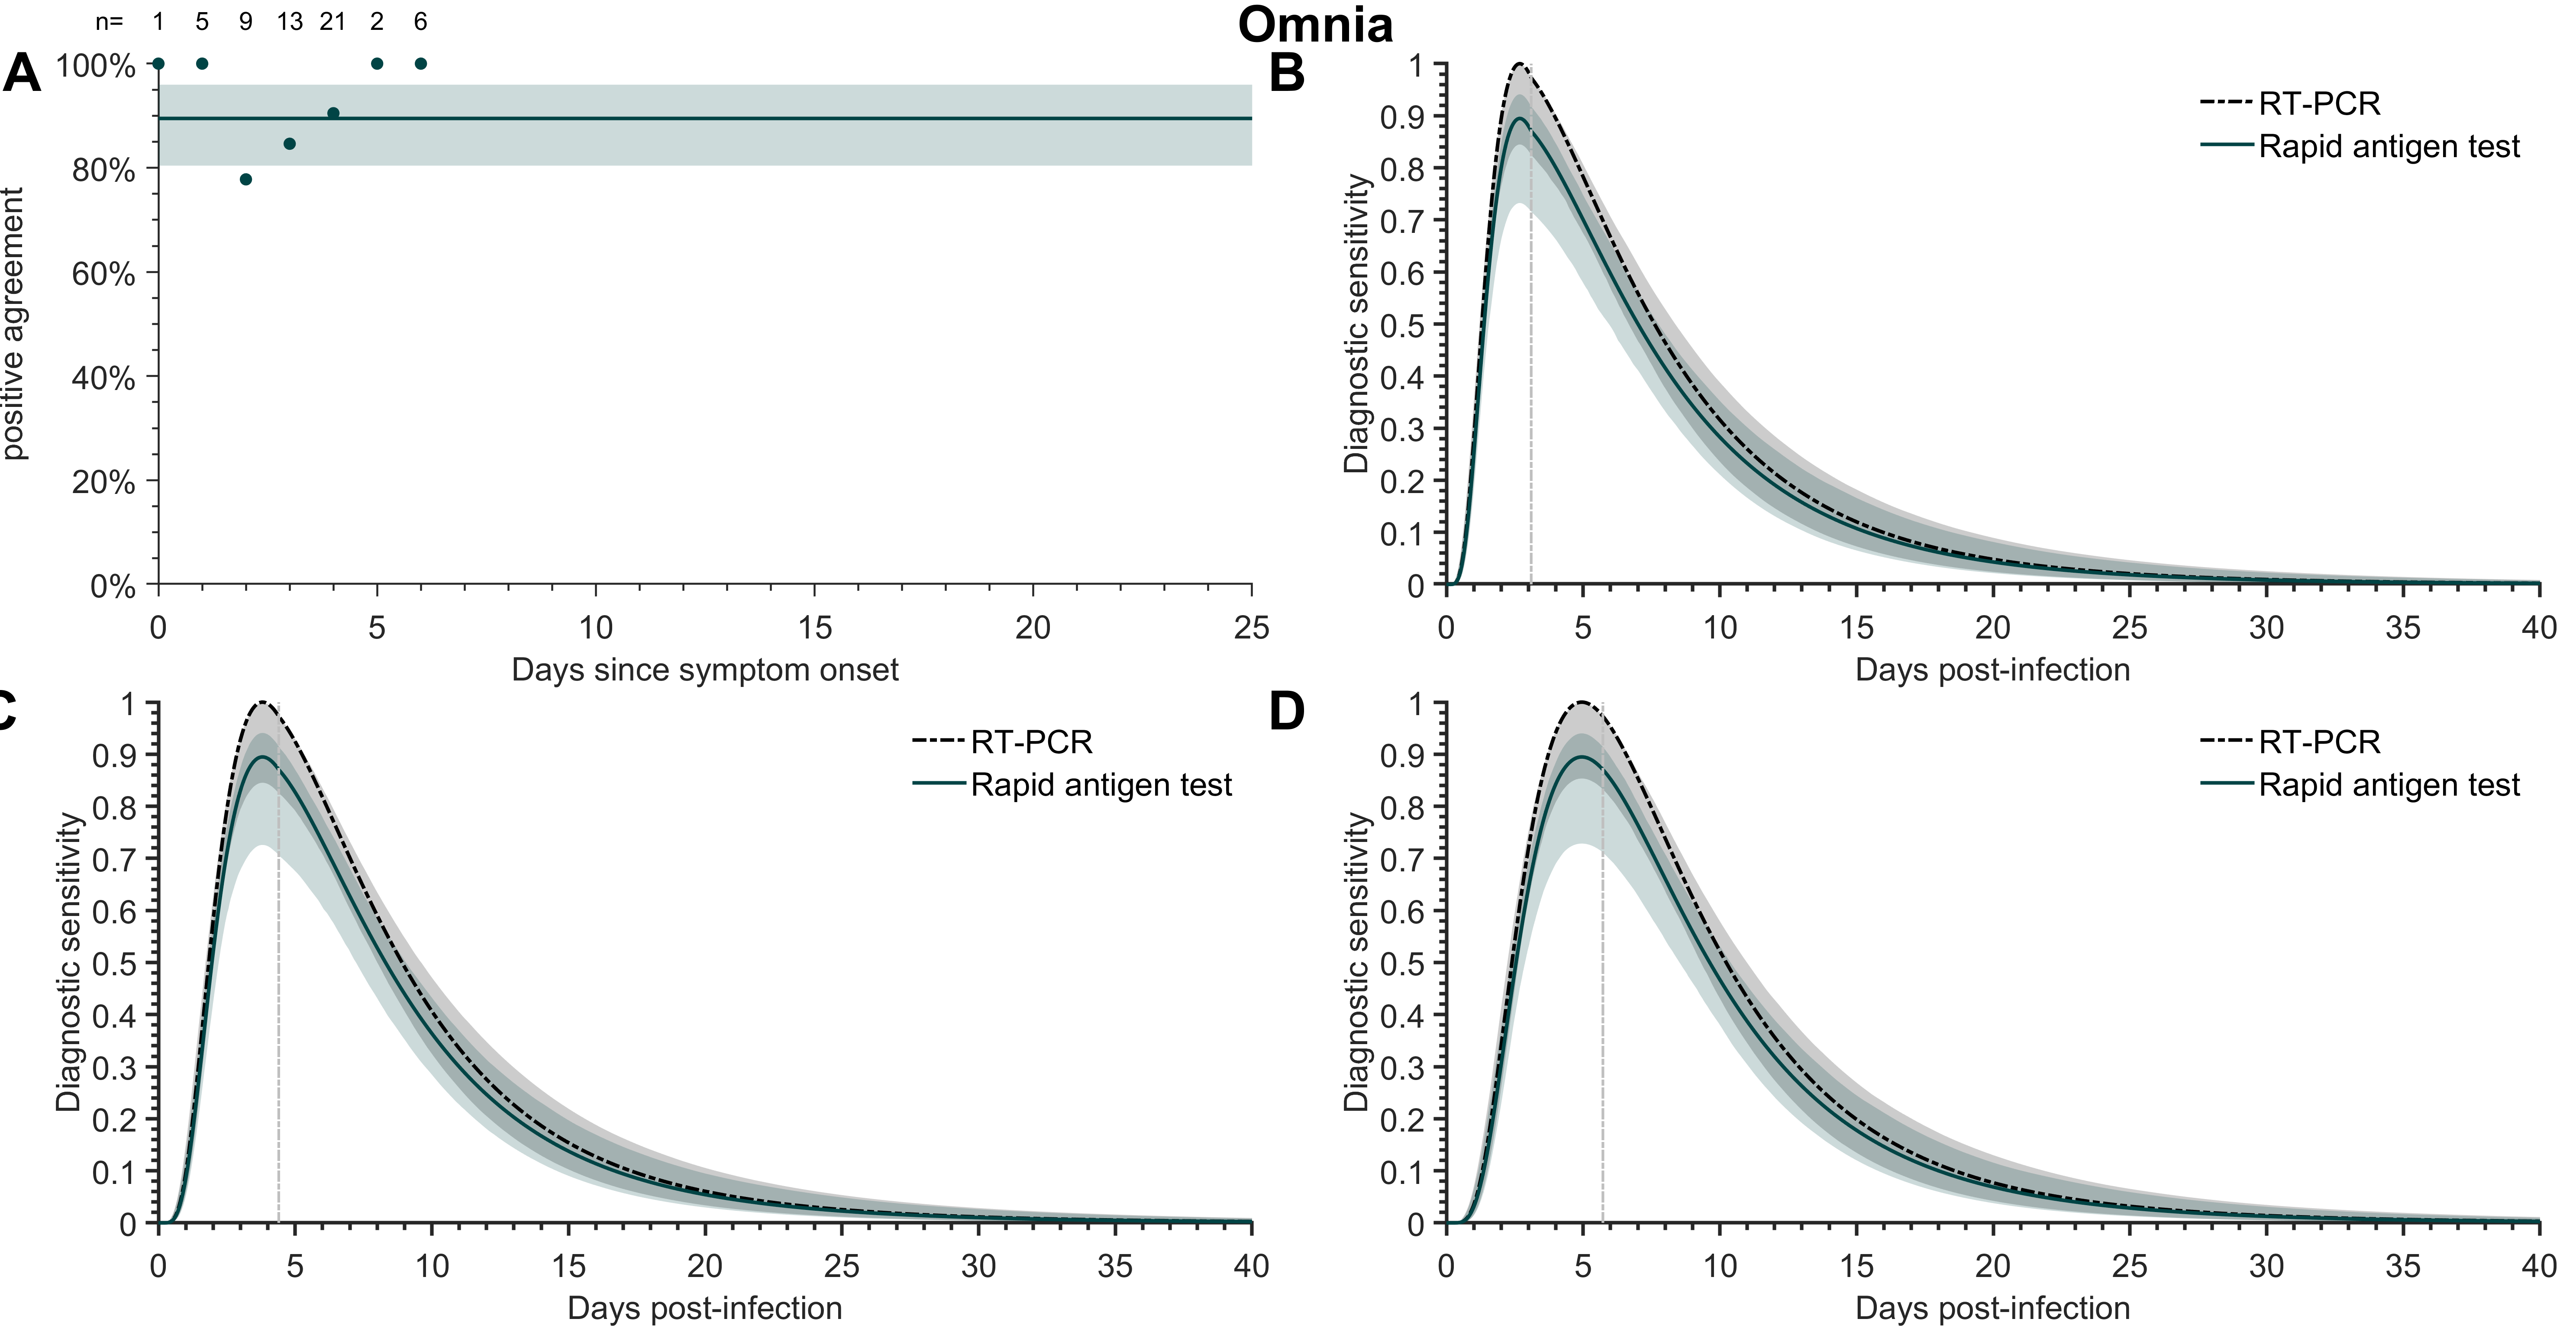 Omnia
A
n= 1 5 9 13 21 2 6
100%
80%
60%
40%
20%
0%
positive agreement
0 5 10 15 20 25
Days since symptom onset
B
1
0.9
0.8
0.7
0.6
0.5
0.4
0.3
0.2
0.1
0
Diagnostic sensitivity
RT-PCR
Rapid antigen test
0 5 10 15 20 25 30 35 40
Days post-infection
C
1
0.9
0.8
0.7
0.6
0.5
0.4
0.3
0.2
0.1
0
Diagnostic sensitivity
RT-PCR
Rapid antigen test
0 5 10 15 20 25 30 35 40
Days post-infection
D
1
0.9
0.8
0.7
0.6
0.5
0.4
0.3
0.2
0.1
0
Diagnostic sensitivity
RT-PCR
Rapid antigen test
0 5 10 15 20 25 30 35 40
Days post-infection